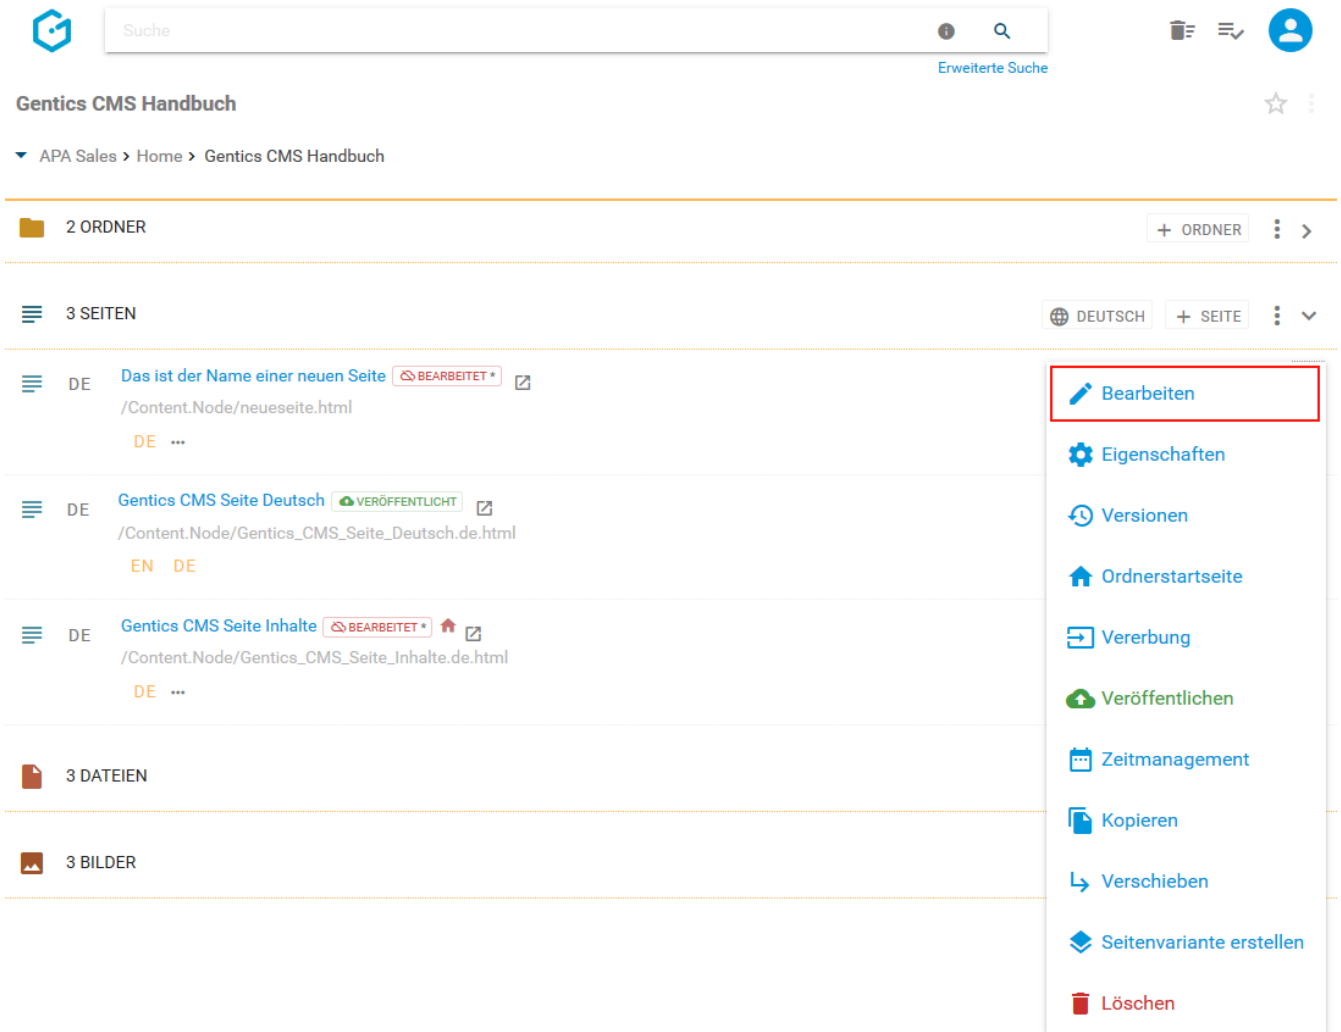 Suche
Erweiterte Suche
Gentics CMS Handbuch
APA Sales > Home > Gentics CMS Handbuch
2 ORDNER
+ ORDNER
3 SEITEN
DEUTSCH + SEITE
DE Das ist der Name einer neuen Seite BEARBEITET *
/Content.Node/neueseite.html
DE ...
DE Gentics CMS Seite Deutsch VERÖFFENTLICHT
/Content.Node/Gentics_CMS_Seite_Deutsch.de.html
EN DE
DE Gentics CMS Seite Inhalte BEARBEITET *
/Content.Node/Gentics_CMS_Seite_Inhalte.de.html
DE ...
3 DATEIEN
3 BILDER
Bearbeiten
Eigenschaften
Versionen
Ordnerstartseite
Vererbung
Veröffentlichen
Zeitmanagement
Kopieren
Verschieben
Seitenvariante erstellen
Löschen